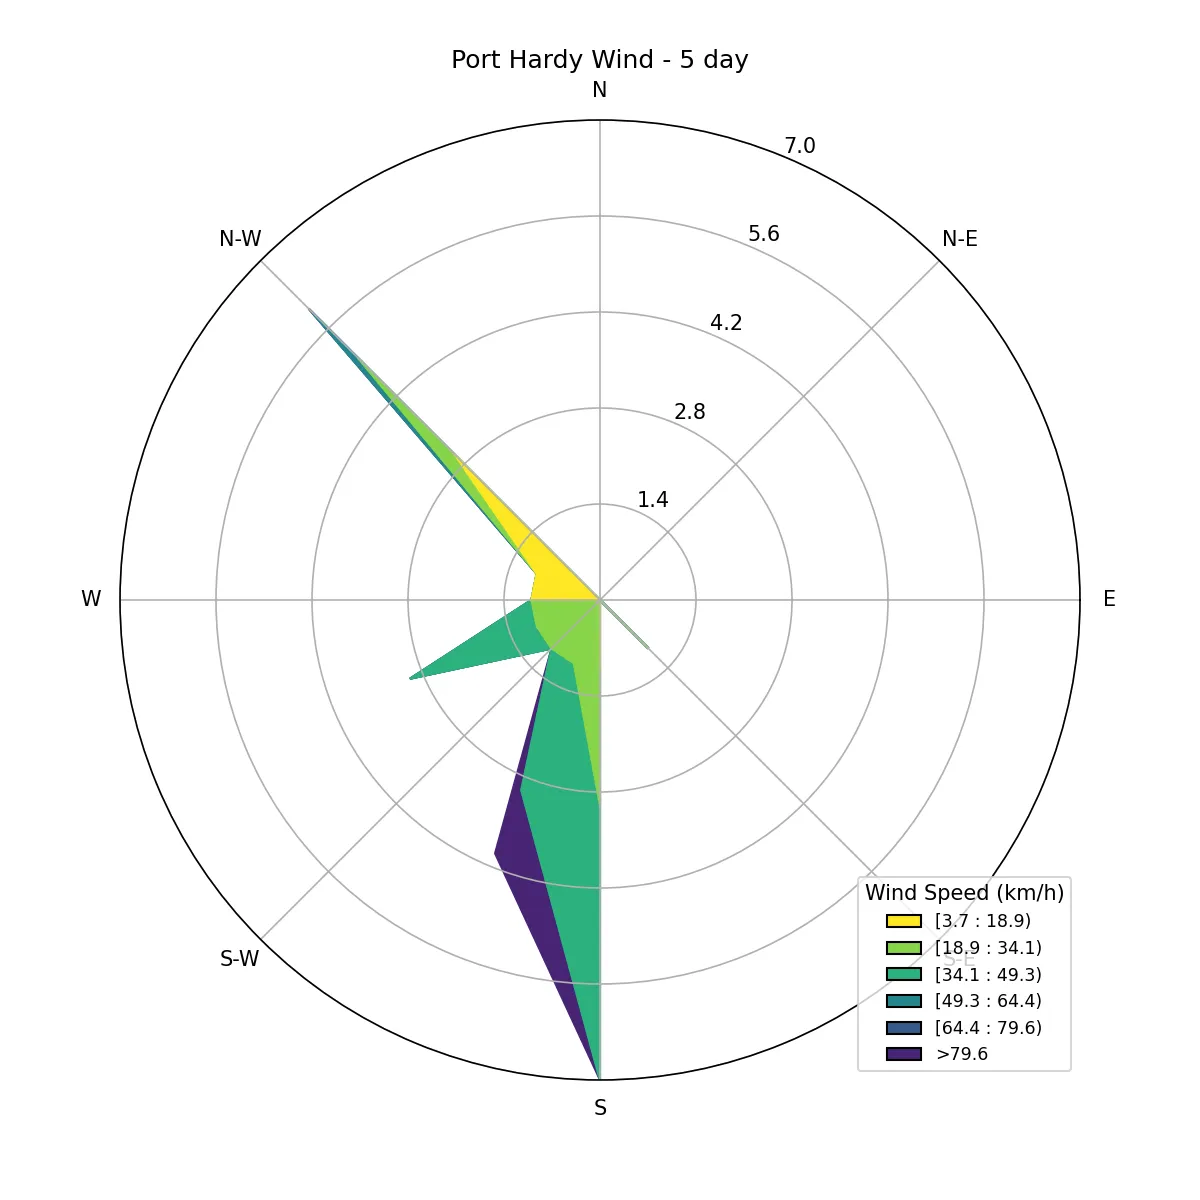 Port Hardy Wind - 5 day
N
7.0
N-W
5.6
N-E
4.2
2.8
1.4
W
E
S-W
S-E
S
Wind Speed (km/h)
[3.7 : 18.9)
[18.9 : 34.1)
[34.1 : 49.3)
[49.3 : 64.4)
[64.4 : 79.6)
>79.6